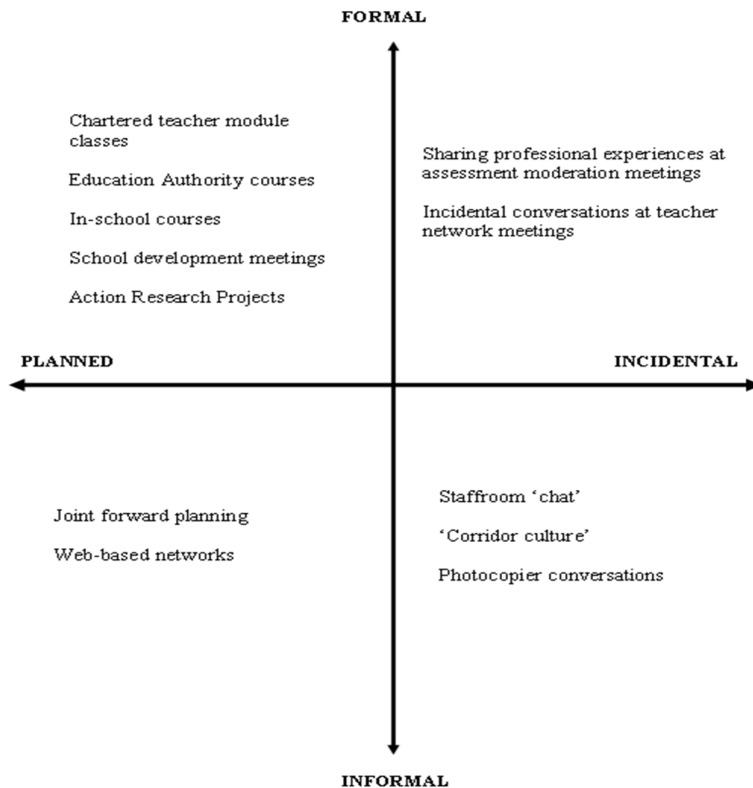 FORMAL
Chartered teacher module
classes
Education Authority courses
In-school courses
School development meetings
Action Research Projects
Sharing professional experiences at
assessment moderation meetings
Incidental conversations at teacher
network meetings
PLANNED
INCIDENTAL
Joint forward planning
Web-based networks
Staffroom ‘chat’
‘Corridor culture’
Photocopier conversations
INFORMAL